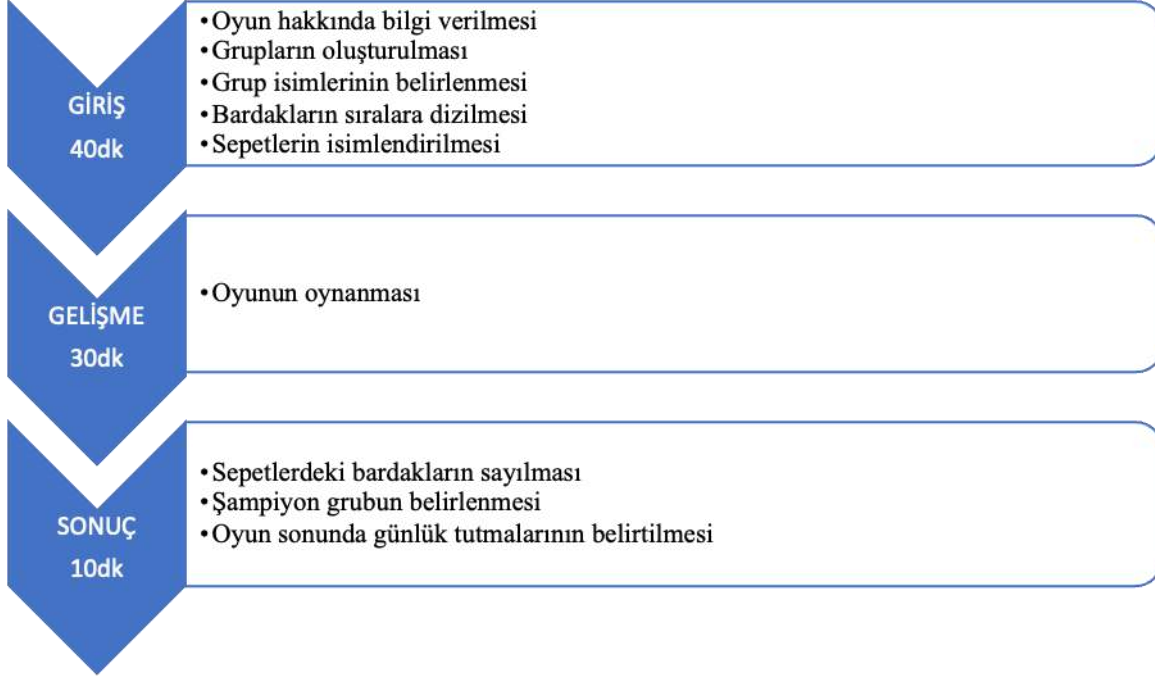 GİRİŞ
40dk
•Oyun hakkında bilgi verilmesi
•Grupların oluşturulması
•Grup isimlerinin belirlenmesi
•Bardakların sıralara dizilmesi
•Sepetlerin isimlendirilmesi
GELİŞME
30dk
•Oyunun oynanması
SONUÇ
10dk
•Sepetlerdeki bardakların sayılması
•Şampiyon grubun belirlenmesi
•Oyun sonunda günlük tutmalarının belirtilmesi